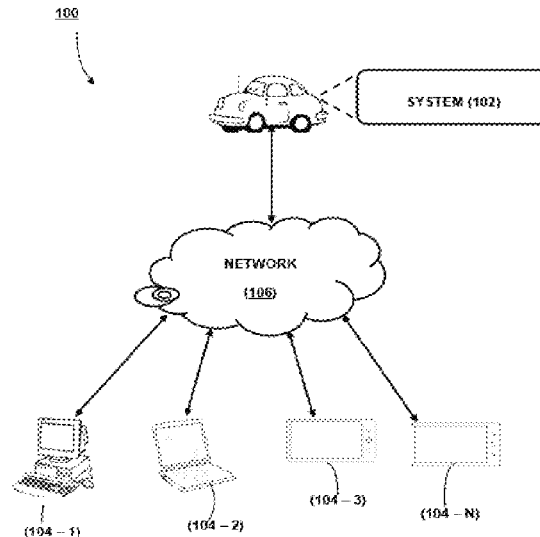 100
SYSTEM (102)
NETWORK
(106)
(104 – 1)
(104 – 2)
(104 – 3)
(104 – N)